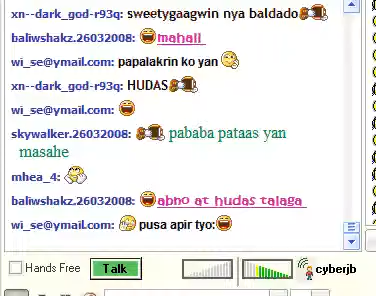 xn--dark_god-r93q: sweetygaagwin nya baldado
baliwshakz.26032008: mahall
wi_se@ymail.com: papalakrin ko yan
xn--dark_god-r93q: HUDAS
wi_se@ymail.com:
skywalker.26032008: pababa pataas yan
masahe
mhea_4:
baliwshakz.26032008: abno at hudas talaga
wi_se@ymail.com: pusa apir tyo:
Hands Free Talk cyberjb